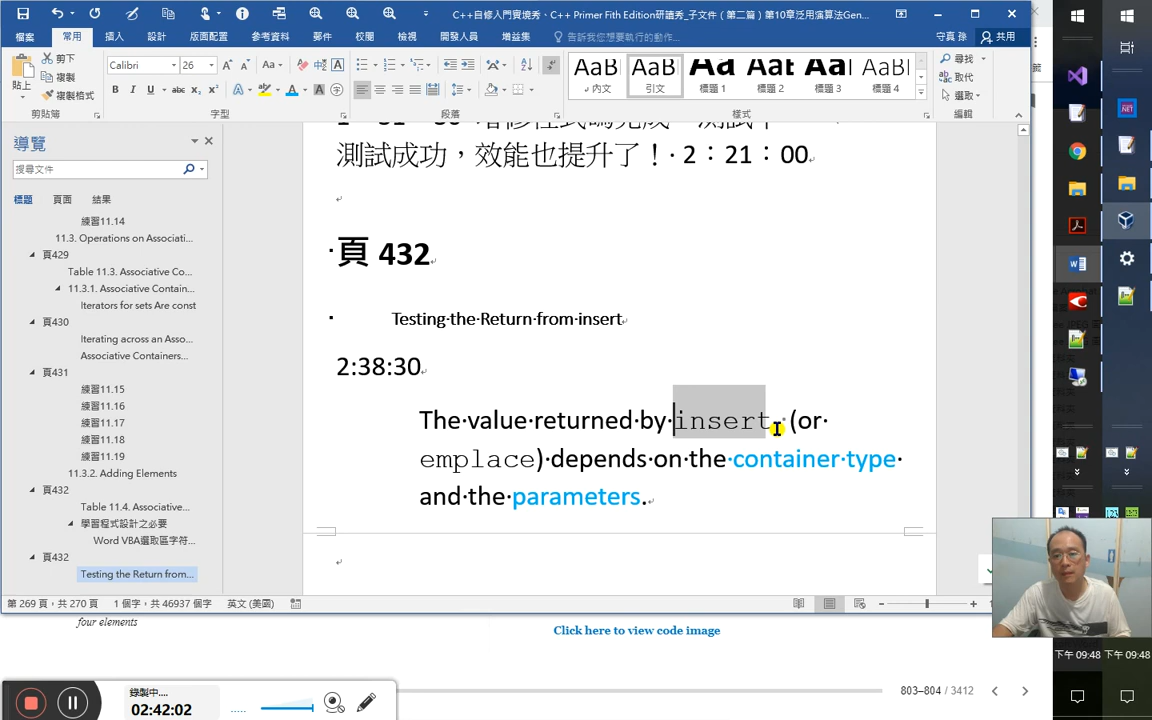 C++自修入門實境秀、C++ Primer Fith Edition研讀秀_子文件（第二篇）第10章泛用演算法Gen...
檔案 常用 插入 設計 版面配置 參考資料 郵件 校閱 檢視 開發人員 增益集 告訴我您想要的動作... 守真 孫 共用
貼上
剪下
複製
複製格式
Calibri 26
剪貼簿 字型 段落 樣式 編輯
AaBb 內文
AaBb 引文
標題 1
標題 2
標題 3
AaBb 標題 4
尋找
取代
選取
導覽
搜尋文件
標題 頁面 結果
練習11.14
11.3. Operations on Associati...
頁429
Table 11.3. Associative Co...
11.3.1. Associative Contain...
Iterators for sets Are const
頁430
Iterating across an Asso...
Associative Containers...
頁431
練習11.15
練習11.16
練習11.17
練習11.18
練習11.19
11.3.2. Adding Elements
頁432
Table 11.4. Associative...
學習程式設計之必要
Word VBA選取區字符...
頁432
Testing the Return from...
測試成功，效能也提升了！ 2：21：00
頁 432
Testing the Return from insert
2:38:30
The value returned by insert (or
emplace) depends on the container type
and the parameters.
第 269 頁，共 270 頁 1 個字，共 46937 個字 英文 (美國)
four elements
Click here to view code image
803–804 / 3412
錄製中....
02:42:02
下午 09:48 下午 09:48